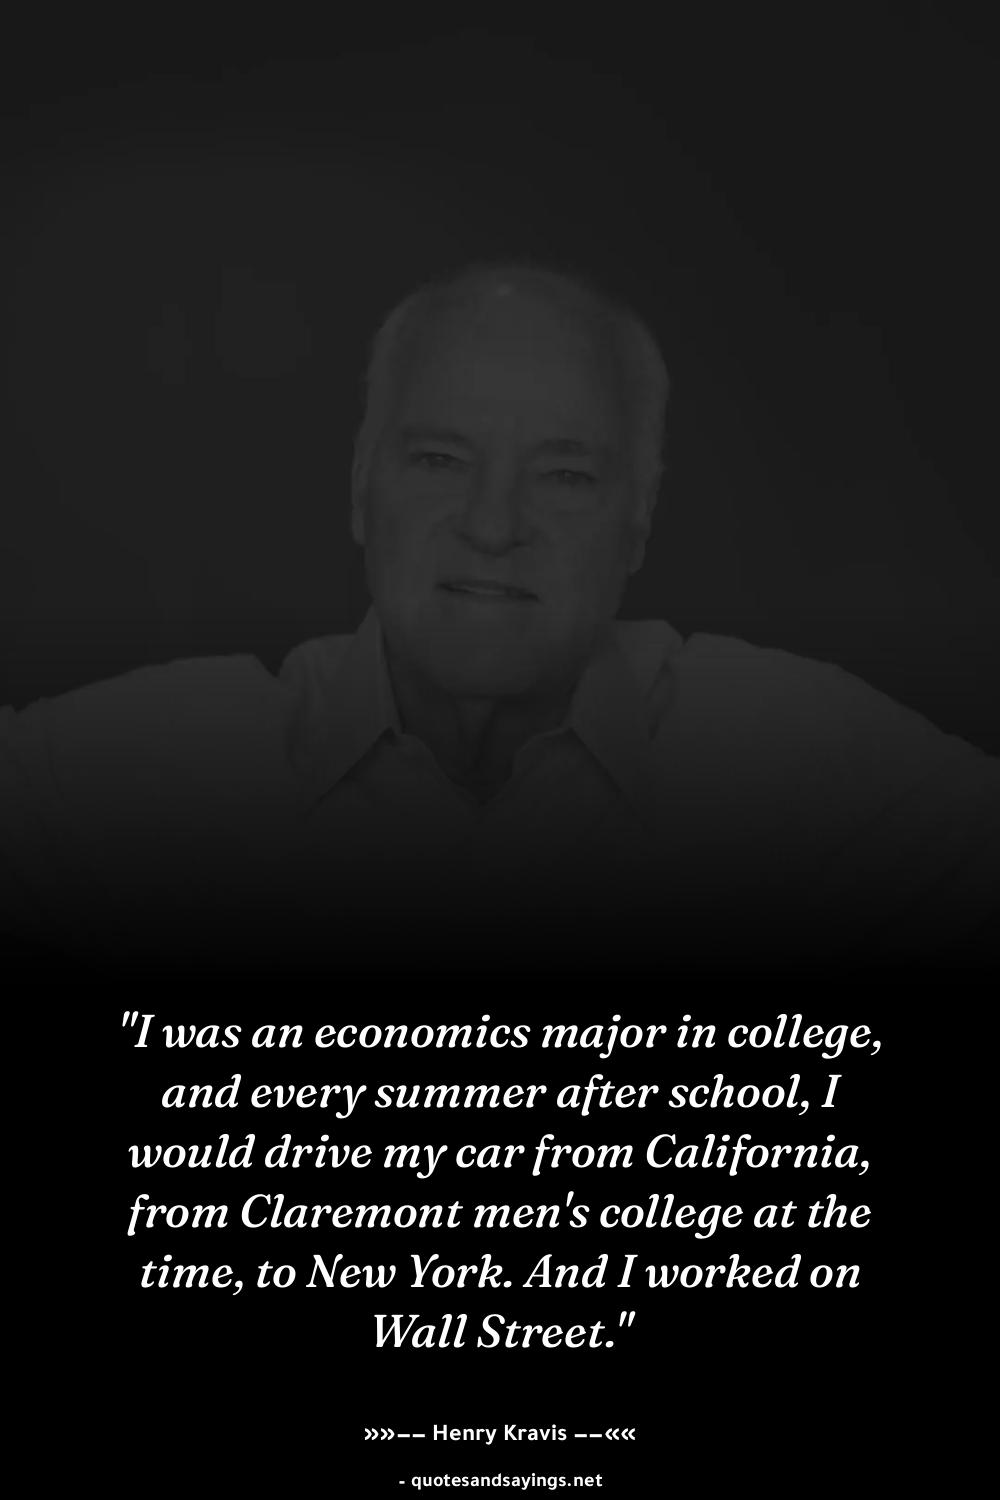 "I was an economics major in college,
and every summer after school, I
would drive my car from California,
from Claremont men's college at the
time, to New York. And I worked on
Wall Street."
»»-- Henry Kravis --««
- quotesandsayings.net